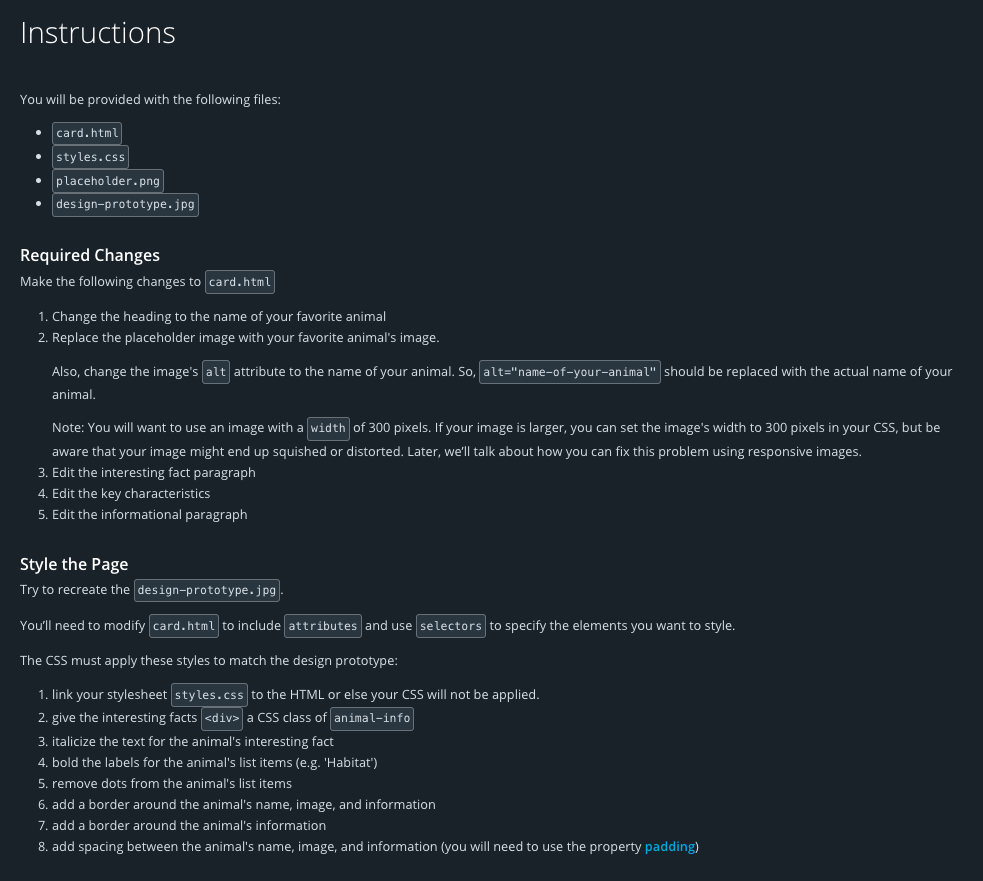 Instructions
You will be provided with the following files:
card.html
styles.css
placeholder.png
design-prototype.jpg
Required Changes
Make the following changes to card.html
1. Change the heading to the name of your favorite animal
2. Replace the placeholder image with your favorite animal's image.
Also, change the image's alt attribute to the name of your animal. So, alt="name-of-your-animal" should be replaced with the actual name of your
animal.
Note: You will want to use an image with a width of 300 pixels. If your image is larger, you can set the image's width to 300 pixels in your CSS, but be
aware that your image might end up squished or distorted. Later, we'll talk about how you can fix this problem using responsive images.
3. Edit the interesting fact paragraph
4. Edit the key characteristics
5. Edit the informational paragraph
Style the Page
Try to recreate the design-prototype.jpg.
You'll need to modify card.html to include attributes and use selectors to specify the elements you want to style.
The CSS must apply these styles to match the design prototype:
1. link your stylesheet styles.css to the HTML or else your CSS will not be applied.
2. give the interesting facts <div> a CSS class of animal-info
3. italicize the text for the animal's interesting fact
4. bold the labels for the animal's list items (e.g. 'Habitat')
5. remove dots from the animal's list items
6. add a border around the animal's name, image, and information
7. add a border around the animal's information
8. add spacing between the animal's name, image, and information (you will need to use the property padding)